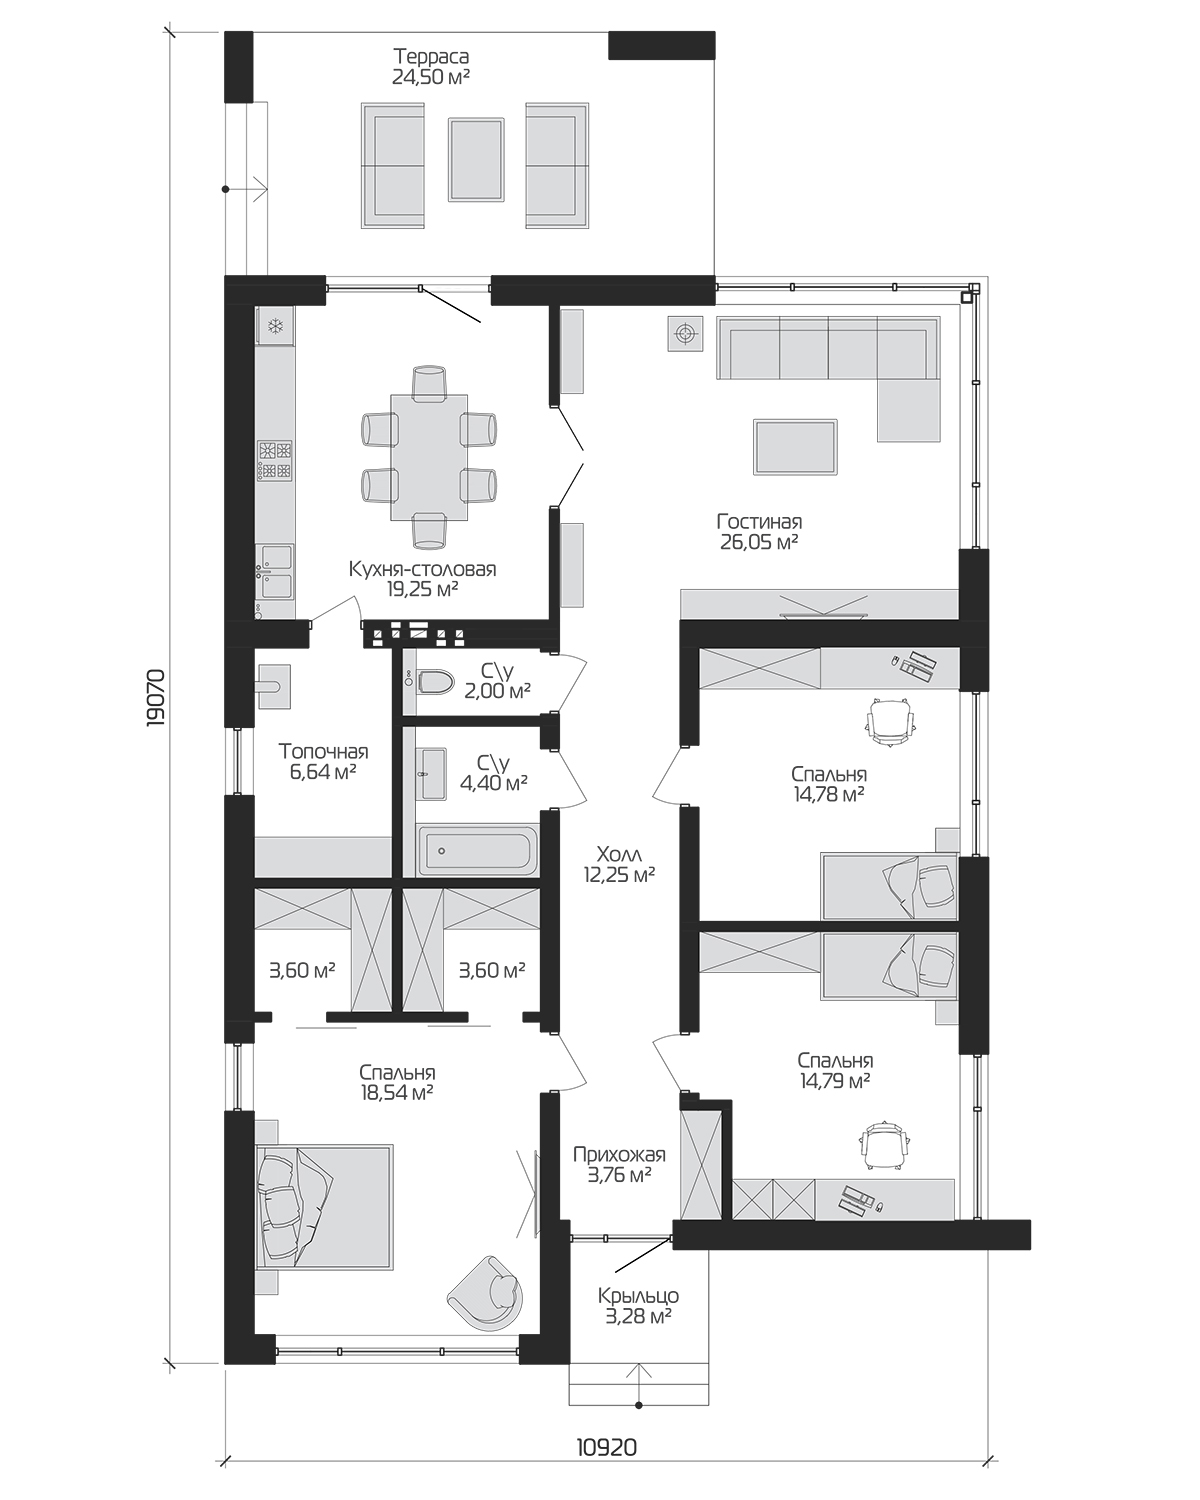 Терраса
24,50 м²
Гостиная
26,05 м²
Кухня-столовая
19,25 м²
19070
С\у
2,00 м²
Топочная
6,64 м²
С\у
4,40 м²
Спальня
14,78 м²
Холл
12,25 м²
3,60 м²
3,60 м²
Спальня
18,54 м²
Спальня
14,79 м²
Прихожая
3,76 м²
Крыльцо
3,28 м²
10920